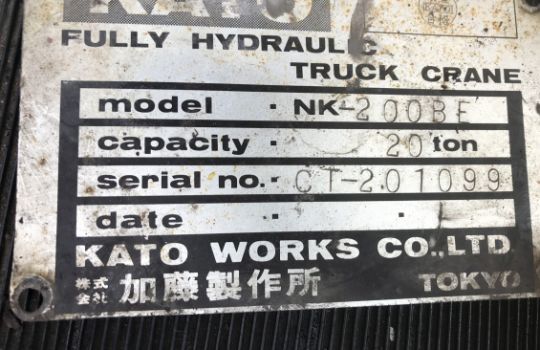 KATO
FULLY HYDRAULIC
TRUCK CRANE
model · NK-200BE
capacity · 20 ton
serial no. · CT-201099
date · ·
KATO WORKS CO.,LTD
株式会社 加藤製作所 TOKYO